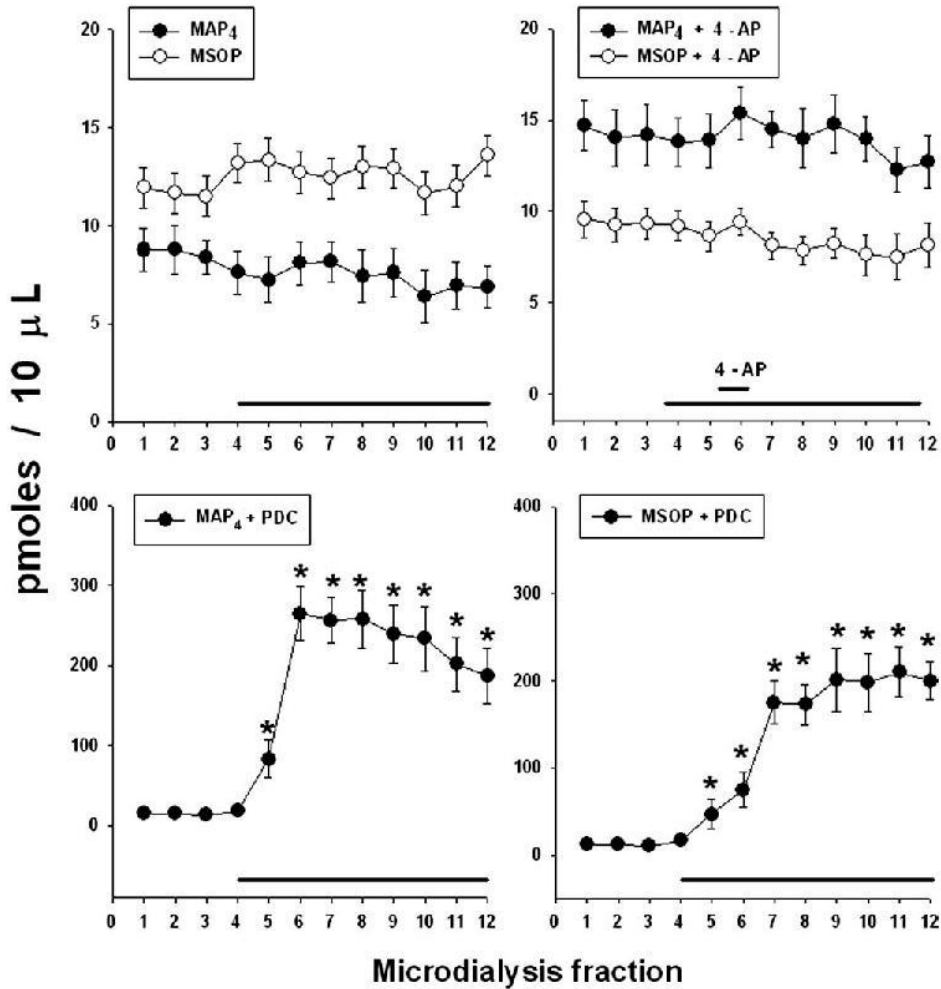 pmoles / 10 μL
MAP4
MSOP
20
15
10
5
0
0 1 2 3 4 5 6 7 8 9 10 11 12
MAP4 + 4 - AP
MSOP + 4 - AP
20
15
10
5
0
4 - AP
0 1 2 3 4 5 6 7 8 9 10 11 12
MAP4 + PDC
400
300
200
100
0
* * * * * * * *
0 1 2 3 4 5 6 7 8 9 10 11 12
MSOP + PDC
400
300
200
100
0
* * * * * * * *
0 1 2 3 4 5 6 7 8 9 10 11 12
Microdialysis fraction